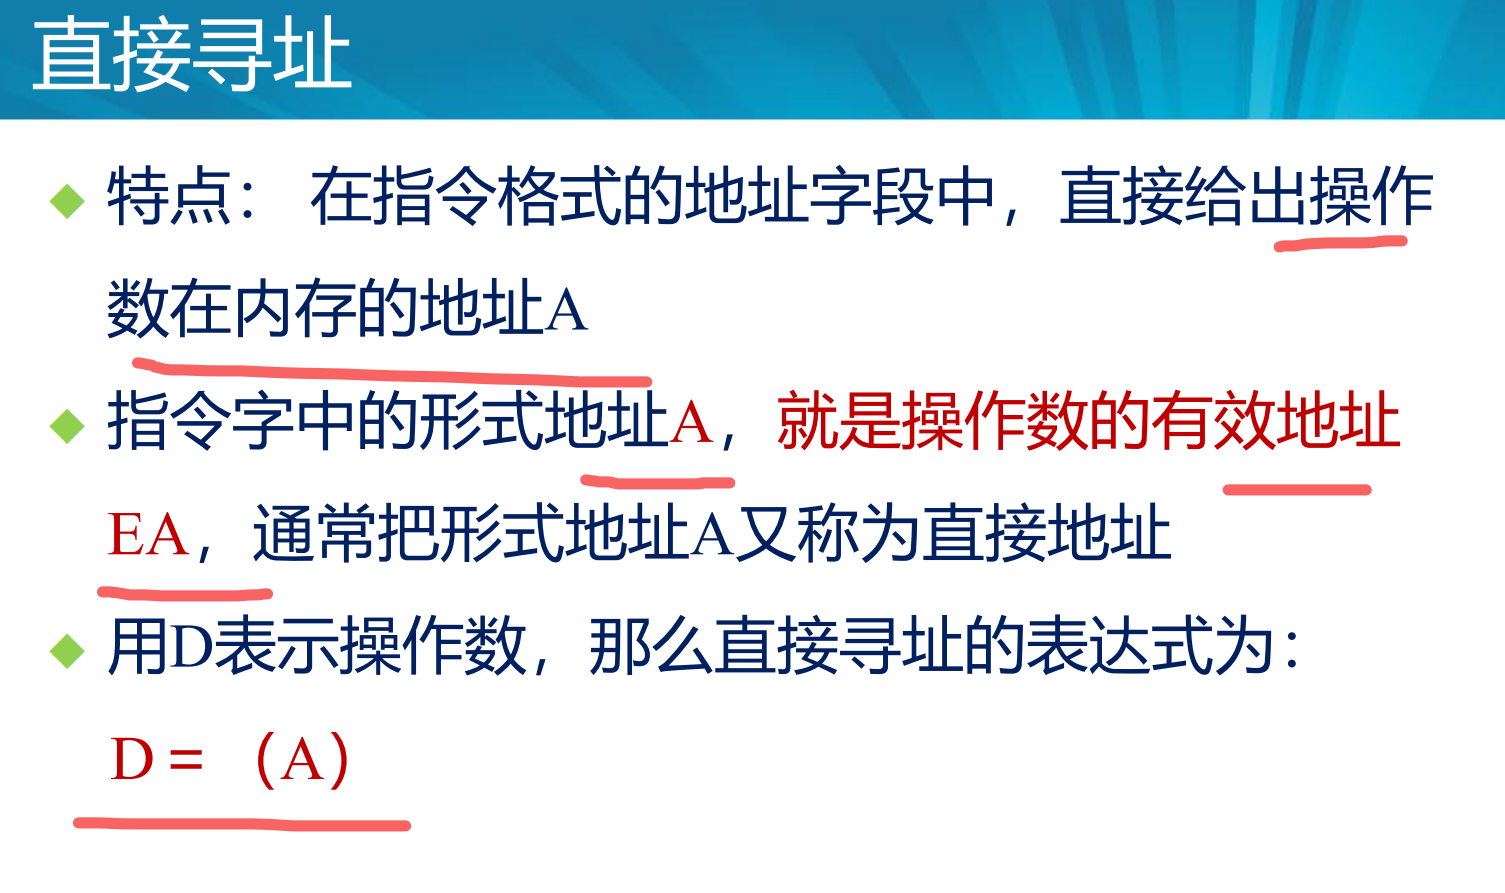 直接寻址
特点： 在指令格式的地址字段中，直接给出操作
数在内存的地址A
指令字中的形式地址A，就是操作数的有效地址
EA，通常把形式地址A又称为直接地址
用D表示操作数，那么直接寻址的表达式为：
D = （A）